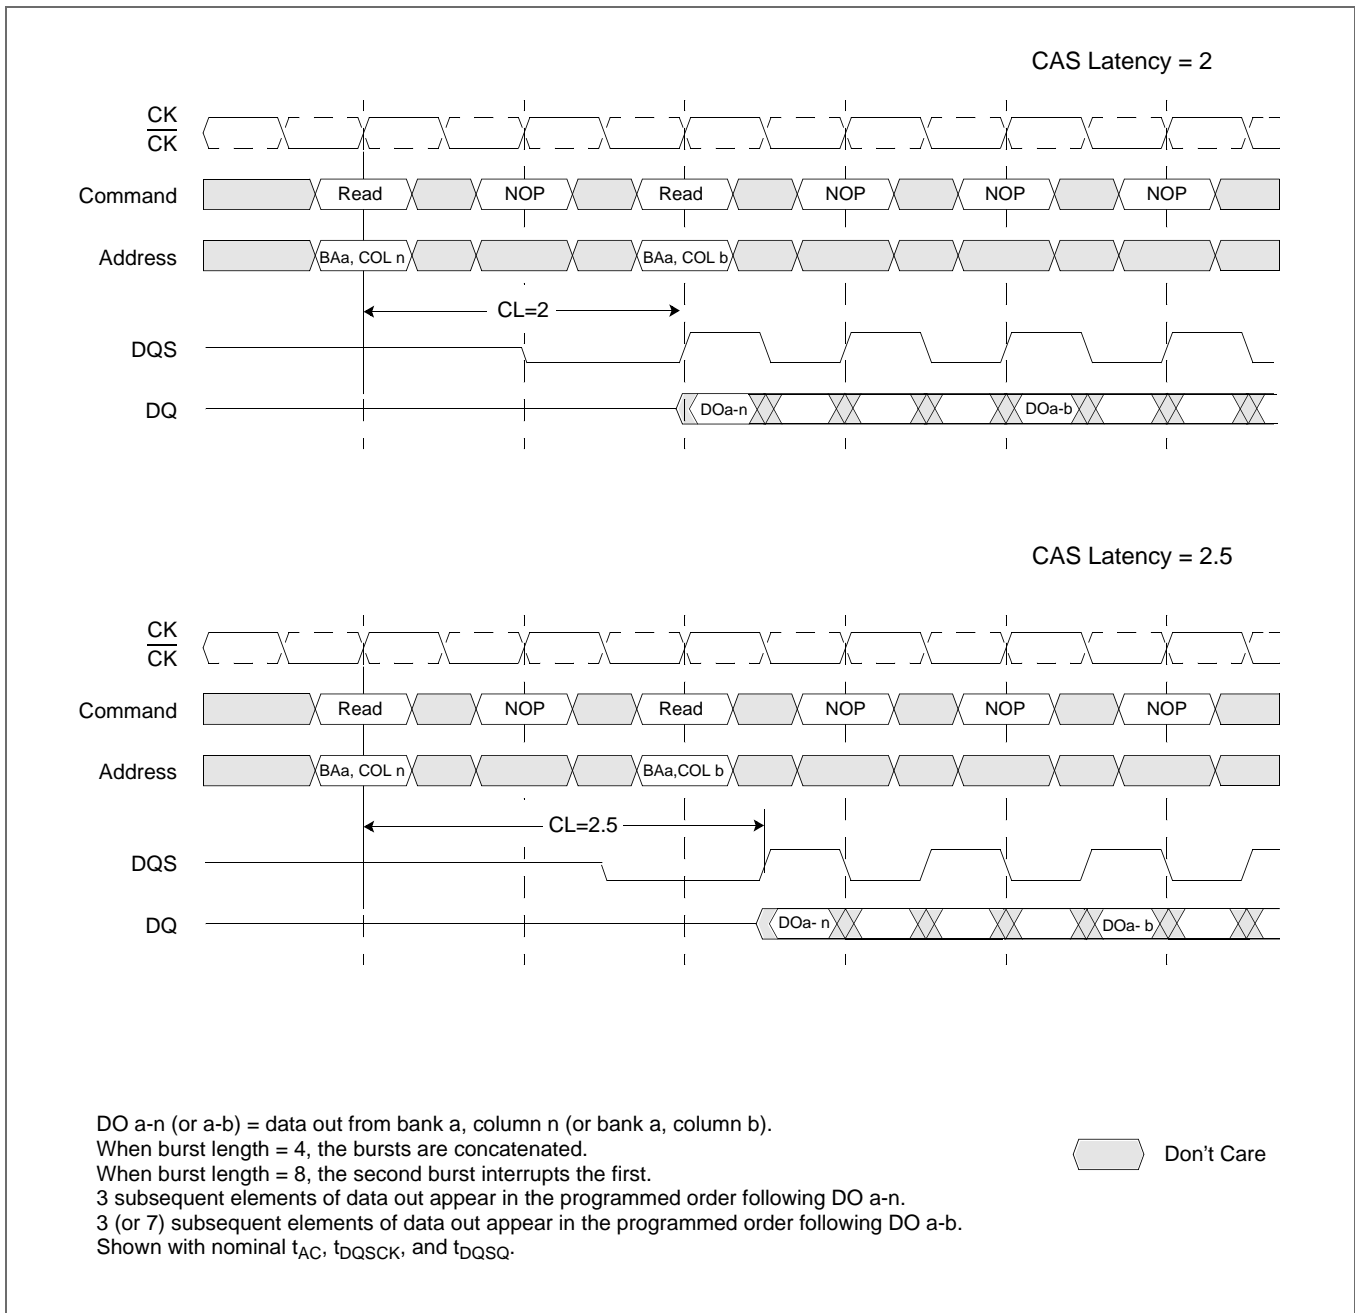 CAS Latency = 2
CK
CK
Command Read NOP Read NOP NOP NOP
Address BAa, COL n BAa, COL b
CL=2
DQS
DQ DOa-n DOa-b
CAS Latency = 2.5
CK
CK
Command Read NOP Read NOP NOP NOP
Address BAa, COL n BAa,COL b
CL=2.5
DQS
DQ DOa- n DOa- b
DO a-n (or a-b) = data out from bank a, column n (or bank a, column b).
When burst length = 4, the bursts are concatenated.
When burst length = 8, the second burst interrupts the first.
3 subsequent elements of data out appear in the programmed order following DO a-n.
3 (or 7) subsequent elements of data out appear in the programmed order following DO a-b.
Shown with nominal tAC, tDQSCK, and tDQSQ.
Don't Care